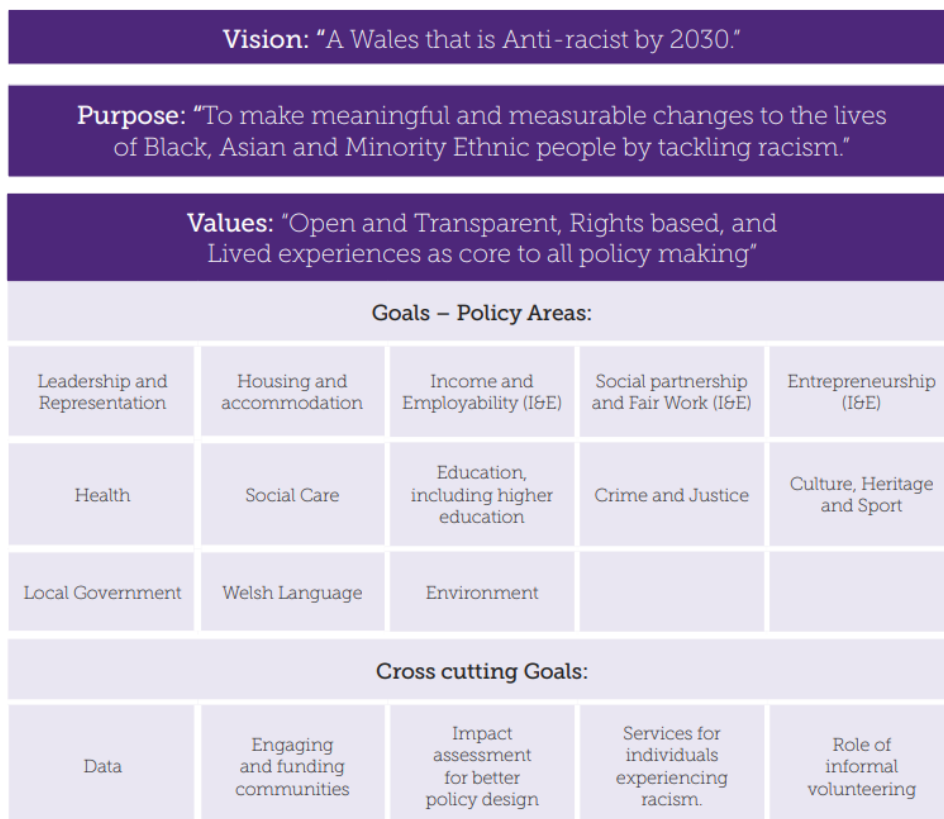 Vision: “A Wales that is Anti-racist by 2030.”
Purpose: “To make meaningful and measurable changes to the lives
of Black, Asian and Minority Ethnic people by tackling racism.”
Values: “Open and Transparent, Rights based, and
Lived experiences as core to all policy making”
Goals – Policy Areas:
Leadership and
Representation
Housing and
accommodation
Income and
Employability (I&E)
Social partnership
and Fair Work (I&E)
Entrepreneurship
(I&E)
Health
Social Care
Education,
including higher
education
Crime and Justice
Culture, Heritage
and Sport
Local Government
Welsh Language
Environment
Cross cutting Goals:
Data
Engaging
and funding
communities
Impact
assessment
for better
policy design
Services for
individuals
experiencing
racism.
Role of
informal
volunteering